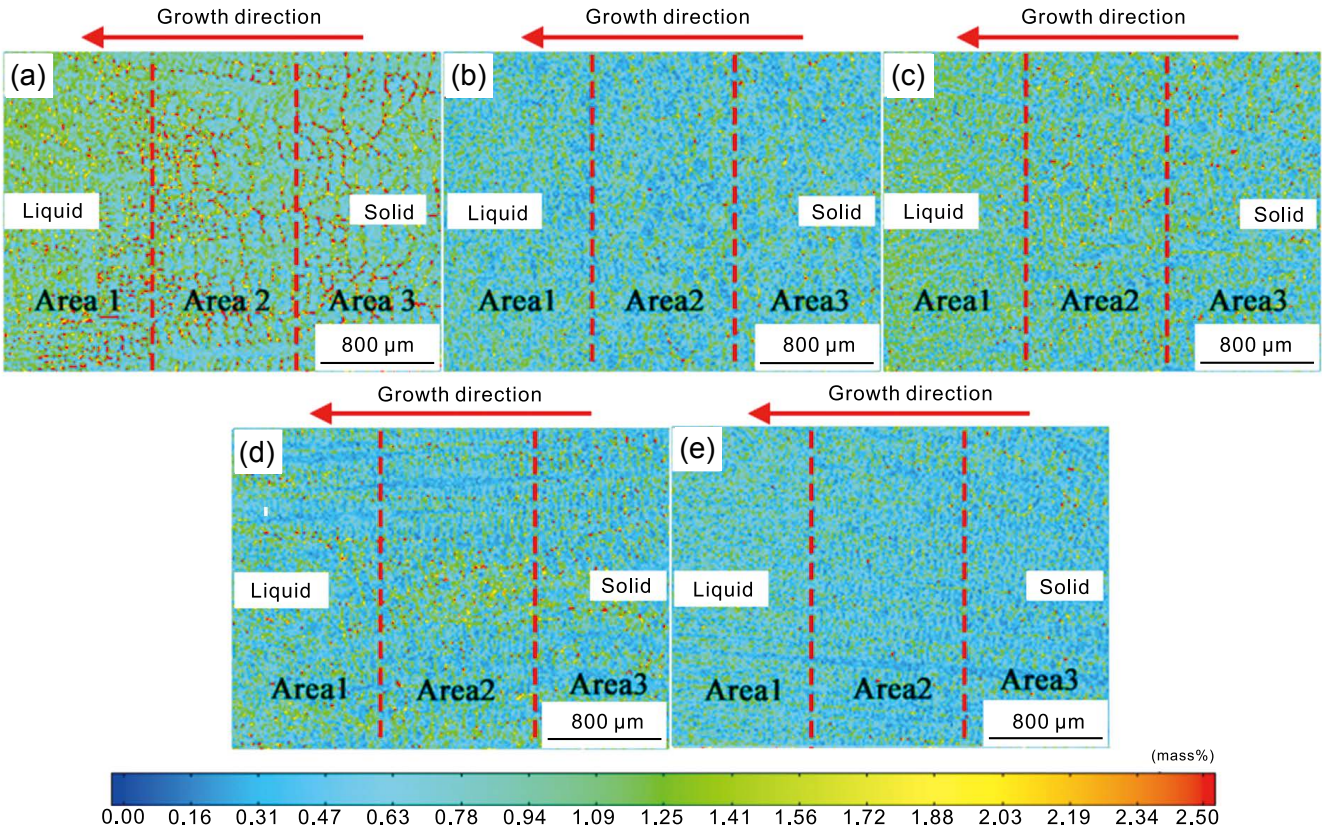 Growth direction
Growth direction
Growth direction
(a)
(b)
(c)
Liquid
Solid
Liquid
Solid
Liquid
Solid
Area 1
Area 2
Area 3
Area1
Area2
Area3
Area1
Area2
Area3
800 μm
800 μm
800 μm
Growth direction
Growth direction
(d)
(e)
Liquid
Solid
Liquid
Solid
Area1
Area2
Area3
Area1
Area2
Area3
800 μm
800 μm
(mass%)
0.00 0.16 0.31 0.47 0.63 0.78 0.94 1.09 1.25 1.41 1.56 1.72 1.88 2.03 2.19 2.34 2.50